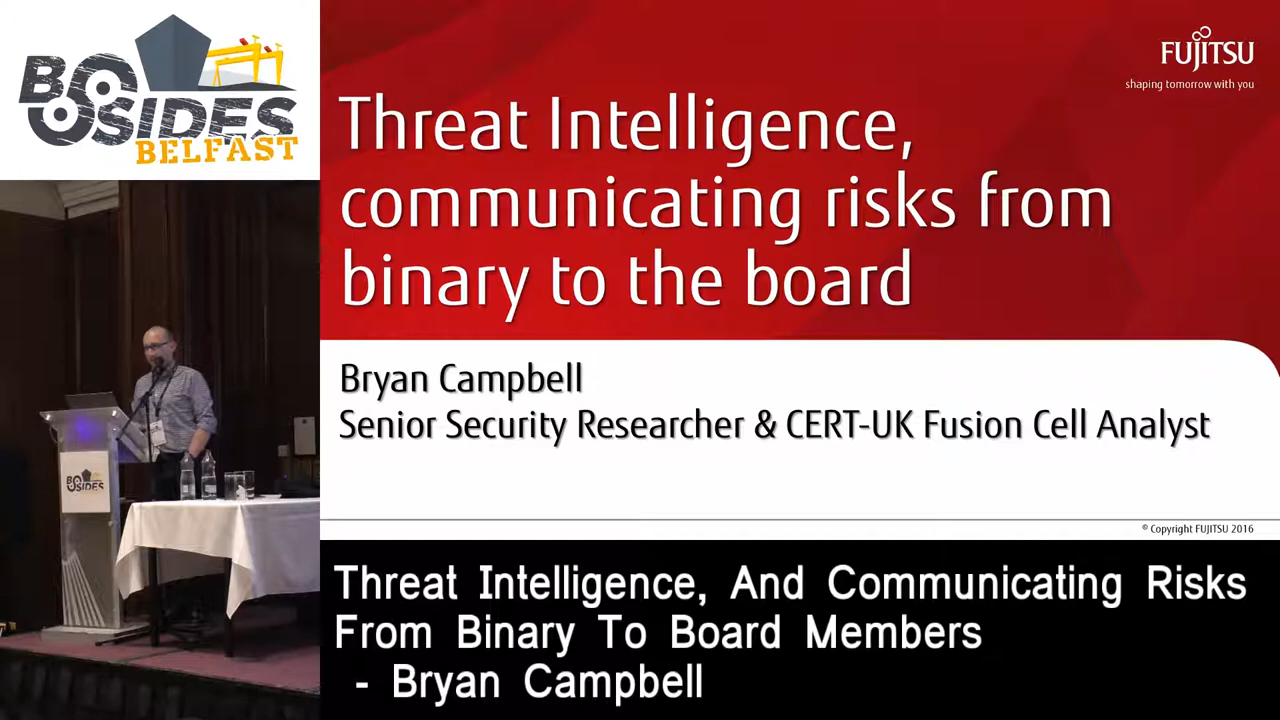 BSIDES
BELFAST
FUJITSU
shaping tomorrow with you
Threat Intelligence,
communicating risks from
binary to the board
Bryan Campbell
Senior Security Researcher & CERT-UK Fusion Cell Analyst
© Copyright FUJITSU 2016
BSIDES
Threat Intelligence, And Communicating Risks
From Binary To Board Members
- Bryan Campbell